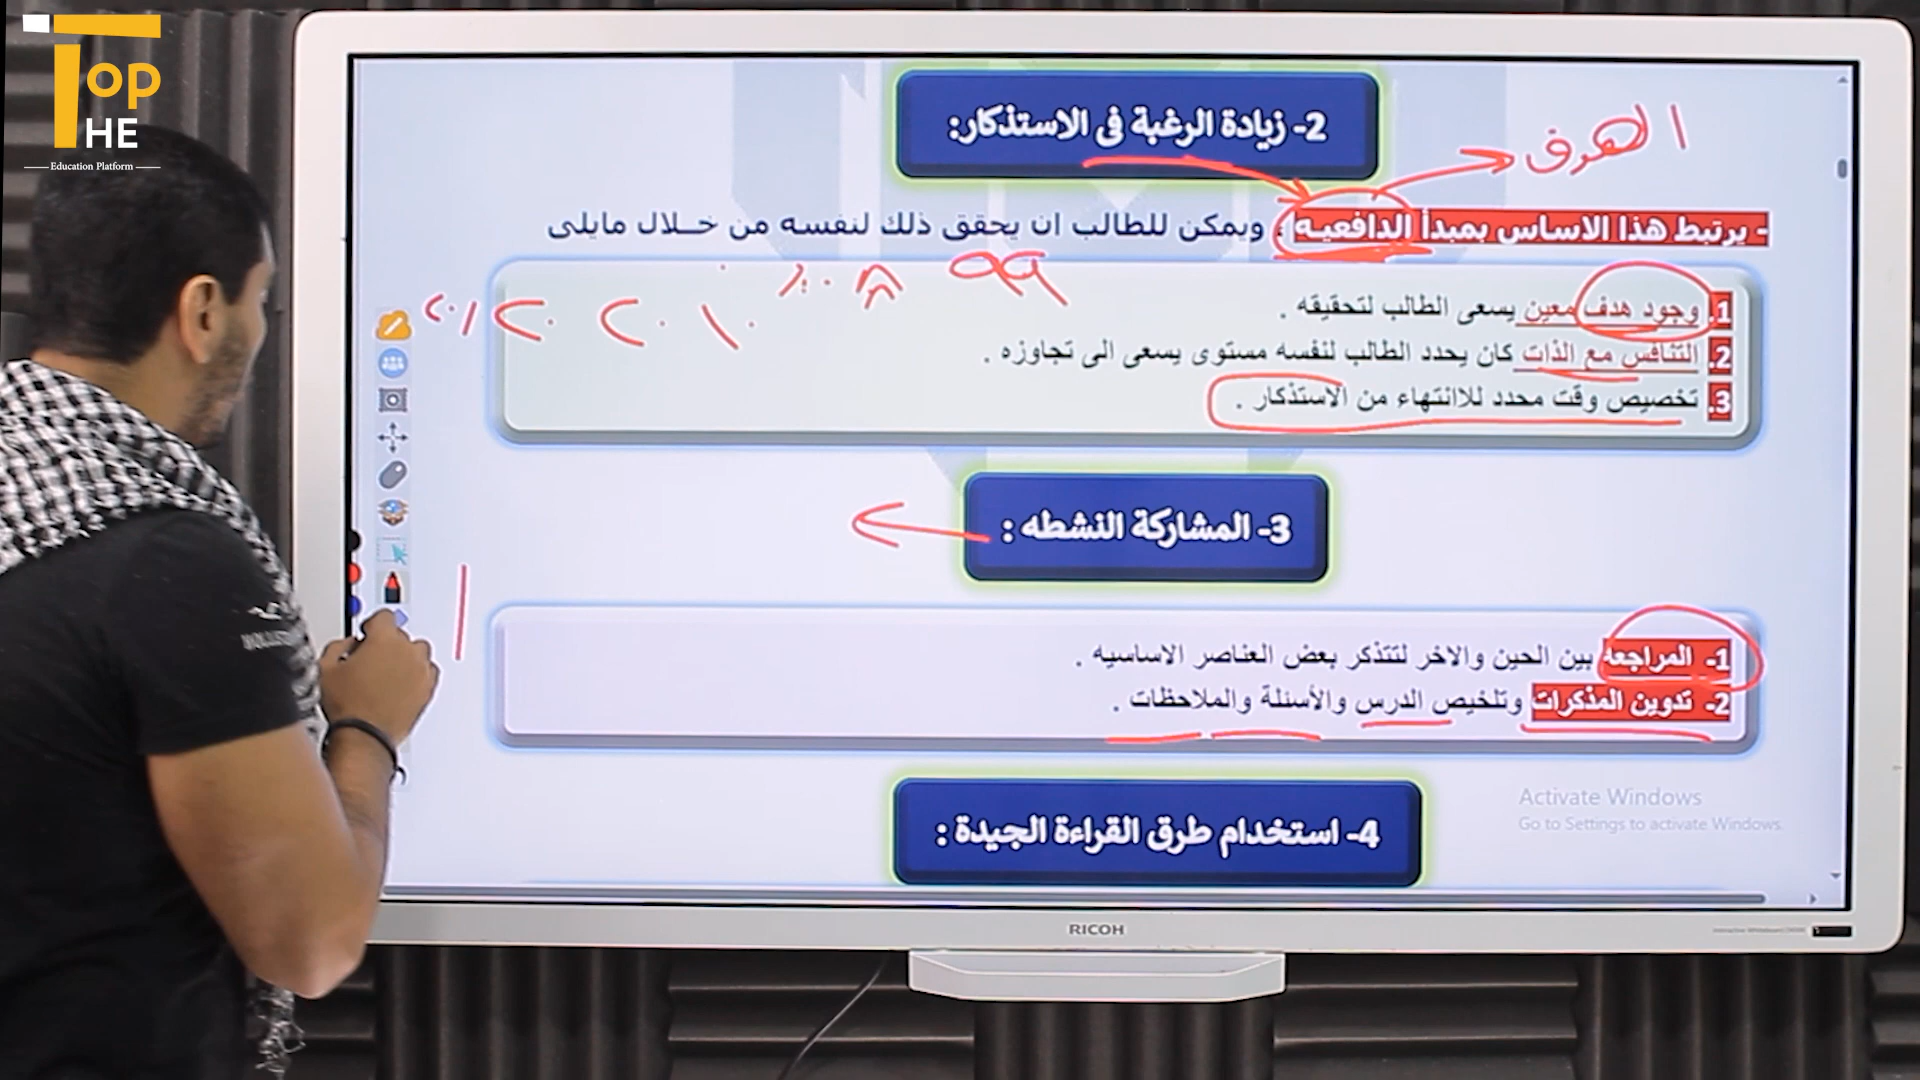 TOP
THE
Education Platform
2- زيادة الرغبة فى الاستذكار:
الهدف
- يرتبط هذا الاساس بمبدأ الدافعيه . ويمكن للطالب ان يحقق ذلك لنفسه من خلال مايلى
99
1. وجود هدف معين يسعى الطالب لتحقيقه .
2. التنافس مع الذات كان يحدد الطالب لنفسه مستوى يسعى الى تجاوزه .
3. تخصيص وقت محدد للانتهاء من الاستذكار .
3- المشاركة النشطه :
1- المراجعه بين الحين والاخر لتتذكر بعض العناصر الاساسيه .
2- تدوين المذكرات وتلخيص الدرس والأسئلة والملاحظات .
4- استخدام طرق القراءة الجيدة :
Activate Windows
Go to Settings to activate Windows.
RICOH